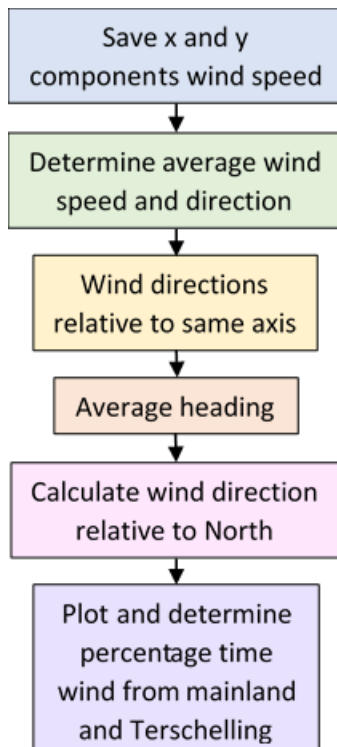 Save x and y
components wind speed
Determine average wind
speed and direction
Wind directions
relative to same axis
Average heading
Calculate wind direction
relative to North
Plot and determine
percentage time
wind from mainland
and Terschelling